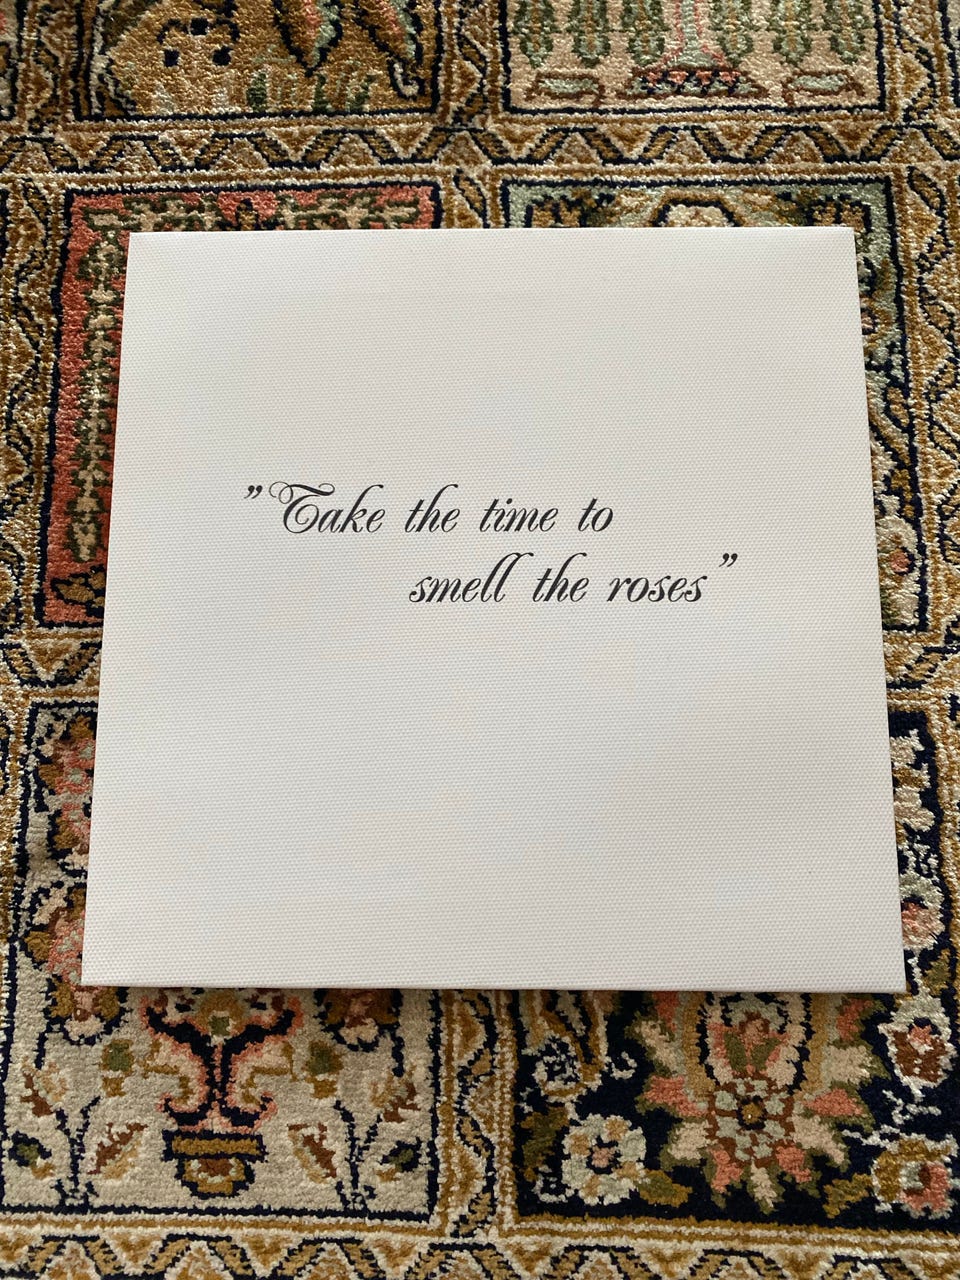 ”Take the time to
smell the roses”